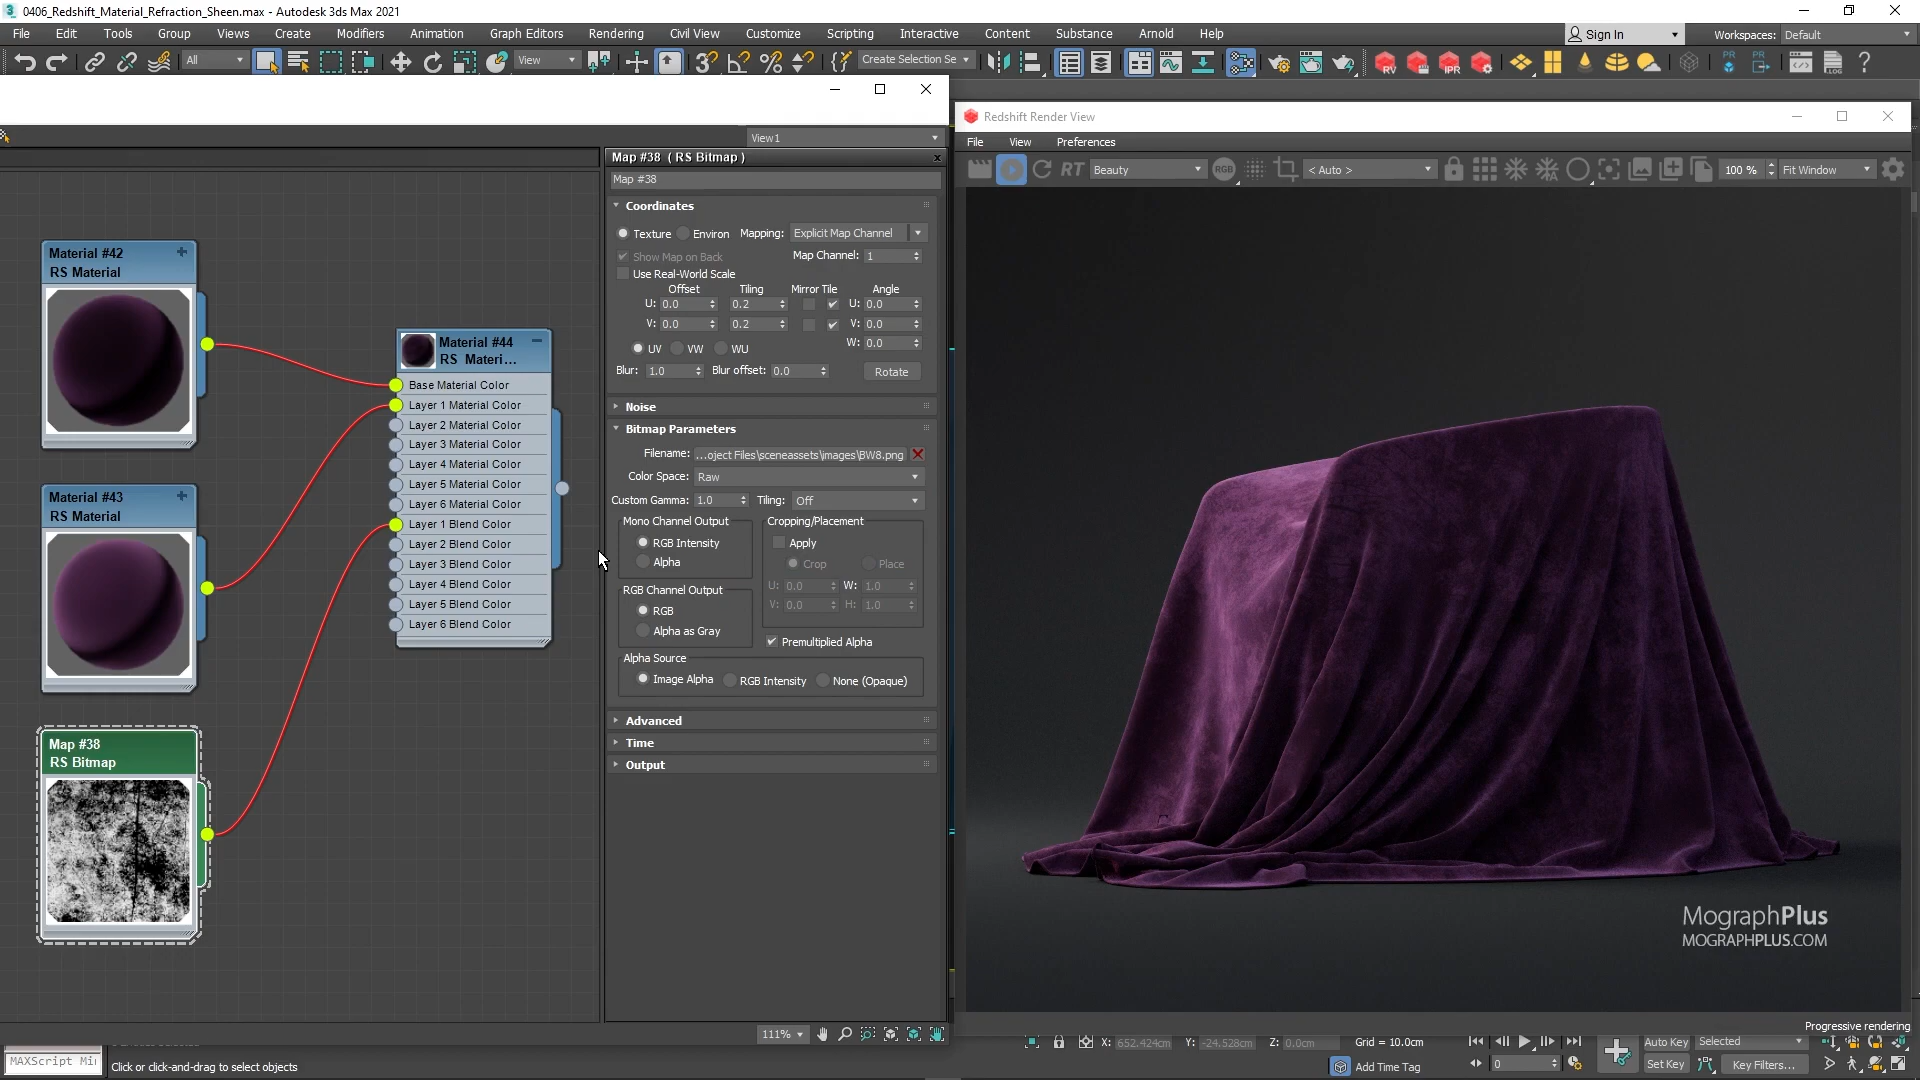 0406_Redshift_Material_Refraction_Sheen.max - Autodesk 3ds Max 2021
File Edit Tools Group Views Create Modifiers Animation Graph Editors Rendering Civil View Customize Scripting Interactive Content Substance Arnold Help
Sign In
Workspaces: Default
All
View
Create Selection Se
RV
IPR
PR
PR
LOG
View1
Material #42
RS Material
Material #43
RS Material
Map #38
RS Bitmap
Material #44
RS Materi...
Base Material Color
Layer 1 Material Color
Layer 2 Material Color
Layer 3 Material Color
Layer 4 Material Color
Layer 5 Material Color
Layer 6 Material Color
Layer 1 Blend Color
Layer 2 Blend Color
Layer 3 Blend Color
Layer 4 Blend Color
Layer 5 Blend Color
Layer 6 Blend Color
Map #38 ( RS Bitmap )
Map #38
Coordinates
Texture Environ Mapping: Explicit Map Channel
Show Map on Back Map Channel: 1
Use Real-World Scale
Offset Tiling Mirror Tile Angle
U: 0.0 0.2 U: 0.0
V: 0.0 0.2 V: 0.0
W: 0.0
UV VW WU
Blur: 1.0 Blur offset: 0.0 Rotate
Noise
Bitmap Parameters
Filename: ...oject Files\sceneassets\images\BW8.png
Color Space: Raw
Custom Gamma: 1.0 Tiling: Off
Mono Channel Output
RGB Intensity
Alpha
Cropping/Placement
Apply
Crop Place
U: 0.0 W: 1.0
V: 0.0 H: 1.0
RGB Channel Output
RGB
Alpha as Gray
Premultiplied Alpha
Alpha Source
Image Alpha RGB Intensity None (Opaque)
Advanced
Time
Output
111%
Redshift Render View
File View Preferences
RT Beauty RGB < Auto > 100 % Fit Window
MographPlus
MOGRAPHPLUS.COM
Progressive rendering
MAXScript Mi
Click or click-and-drag to select objects
X: 652.424cm Y: -24.528cm Z: 0.0cm Grid = 10.0cm
Add Time Tag
0
Auto Key Selected
Set Key Key Filters...